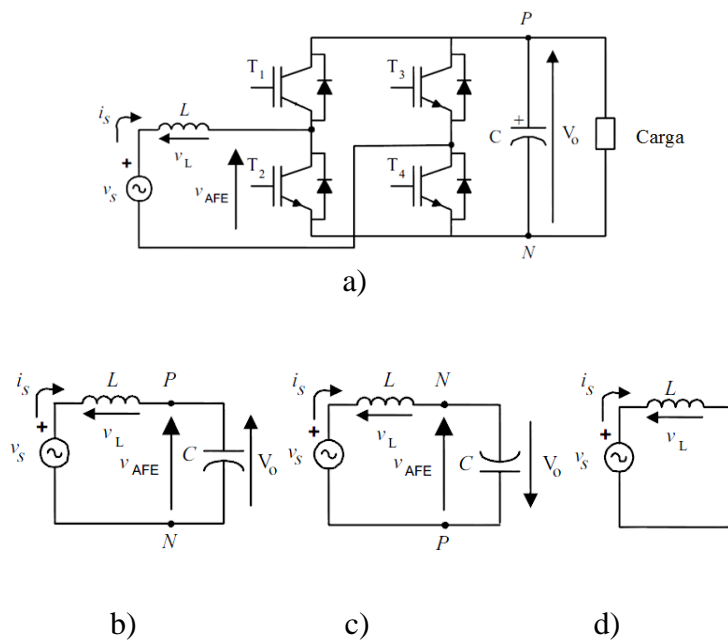 P
T1
T3
iS
L
C
+
Vo
Carga
vL
+
vS
vAFE
T2
T4
N
a)
iS
L
P
+
vL
vS
vAFE
C
Vo
N
iS
L
N
+
vL
vS
vAFE
C
Vo
P
iS
L
+
vL
vS
b)
c)
d)